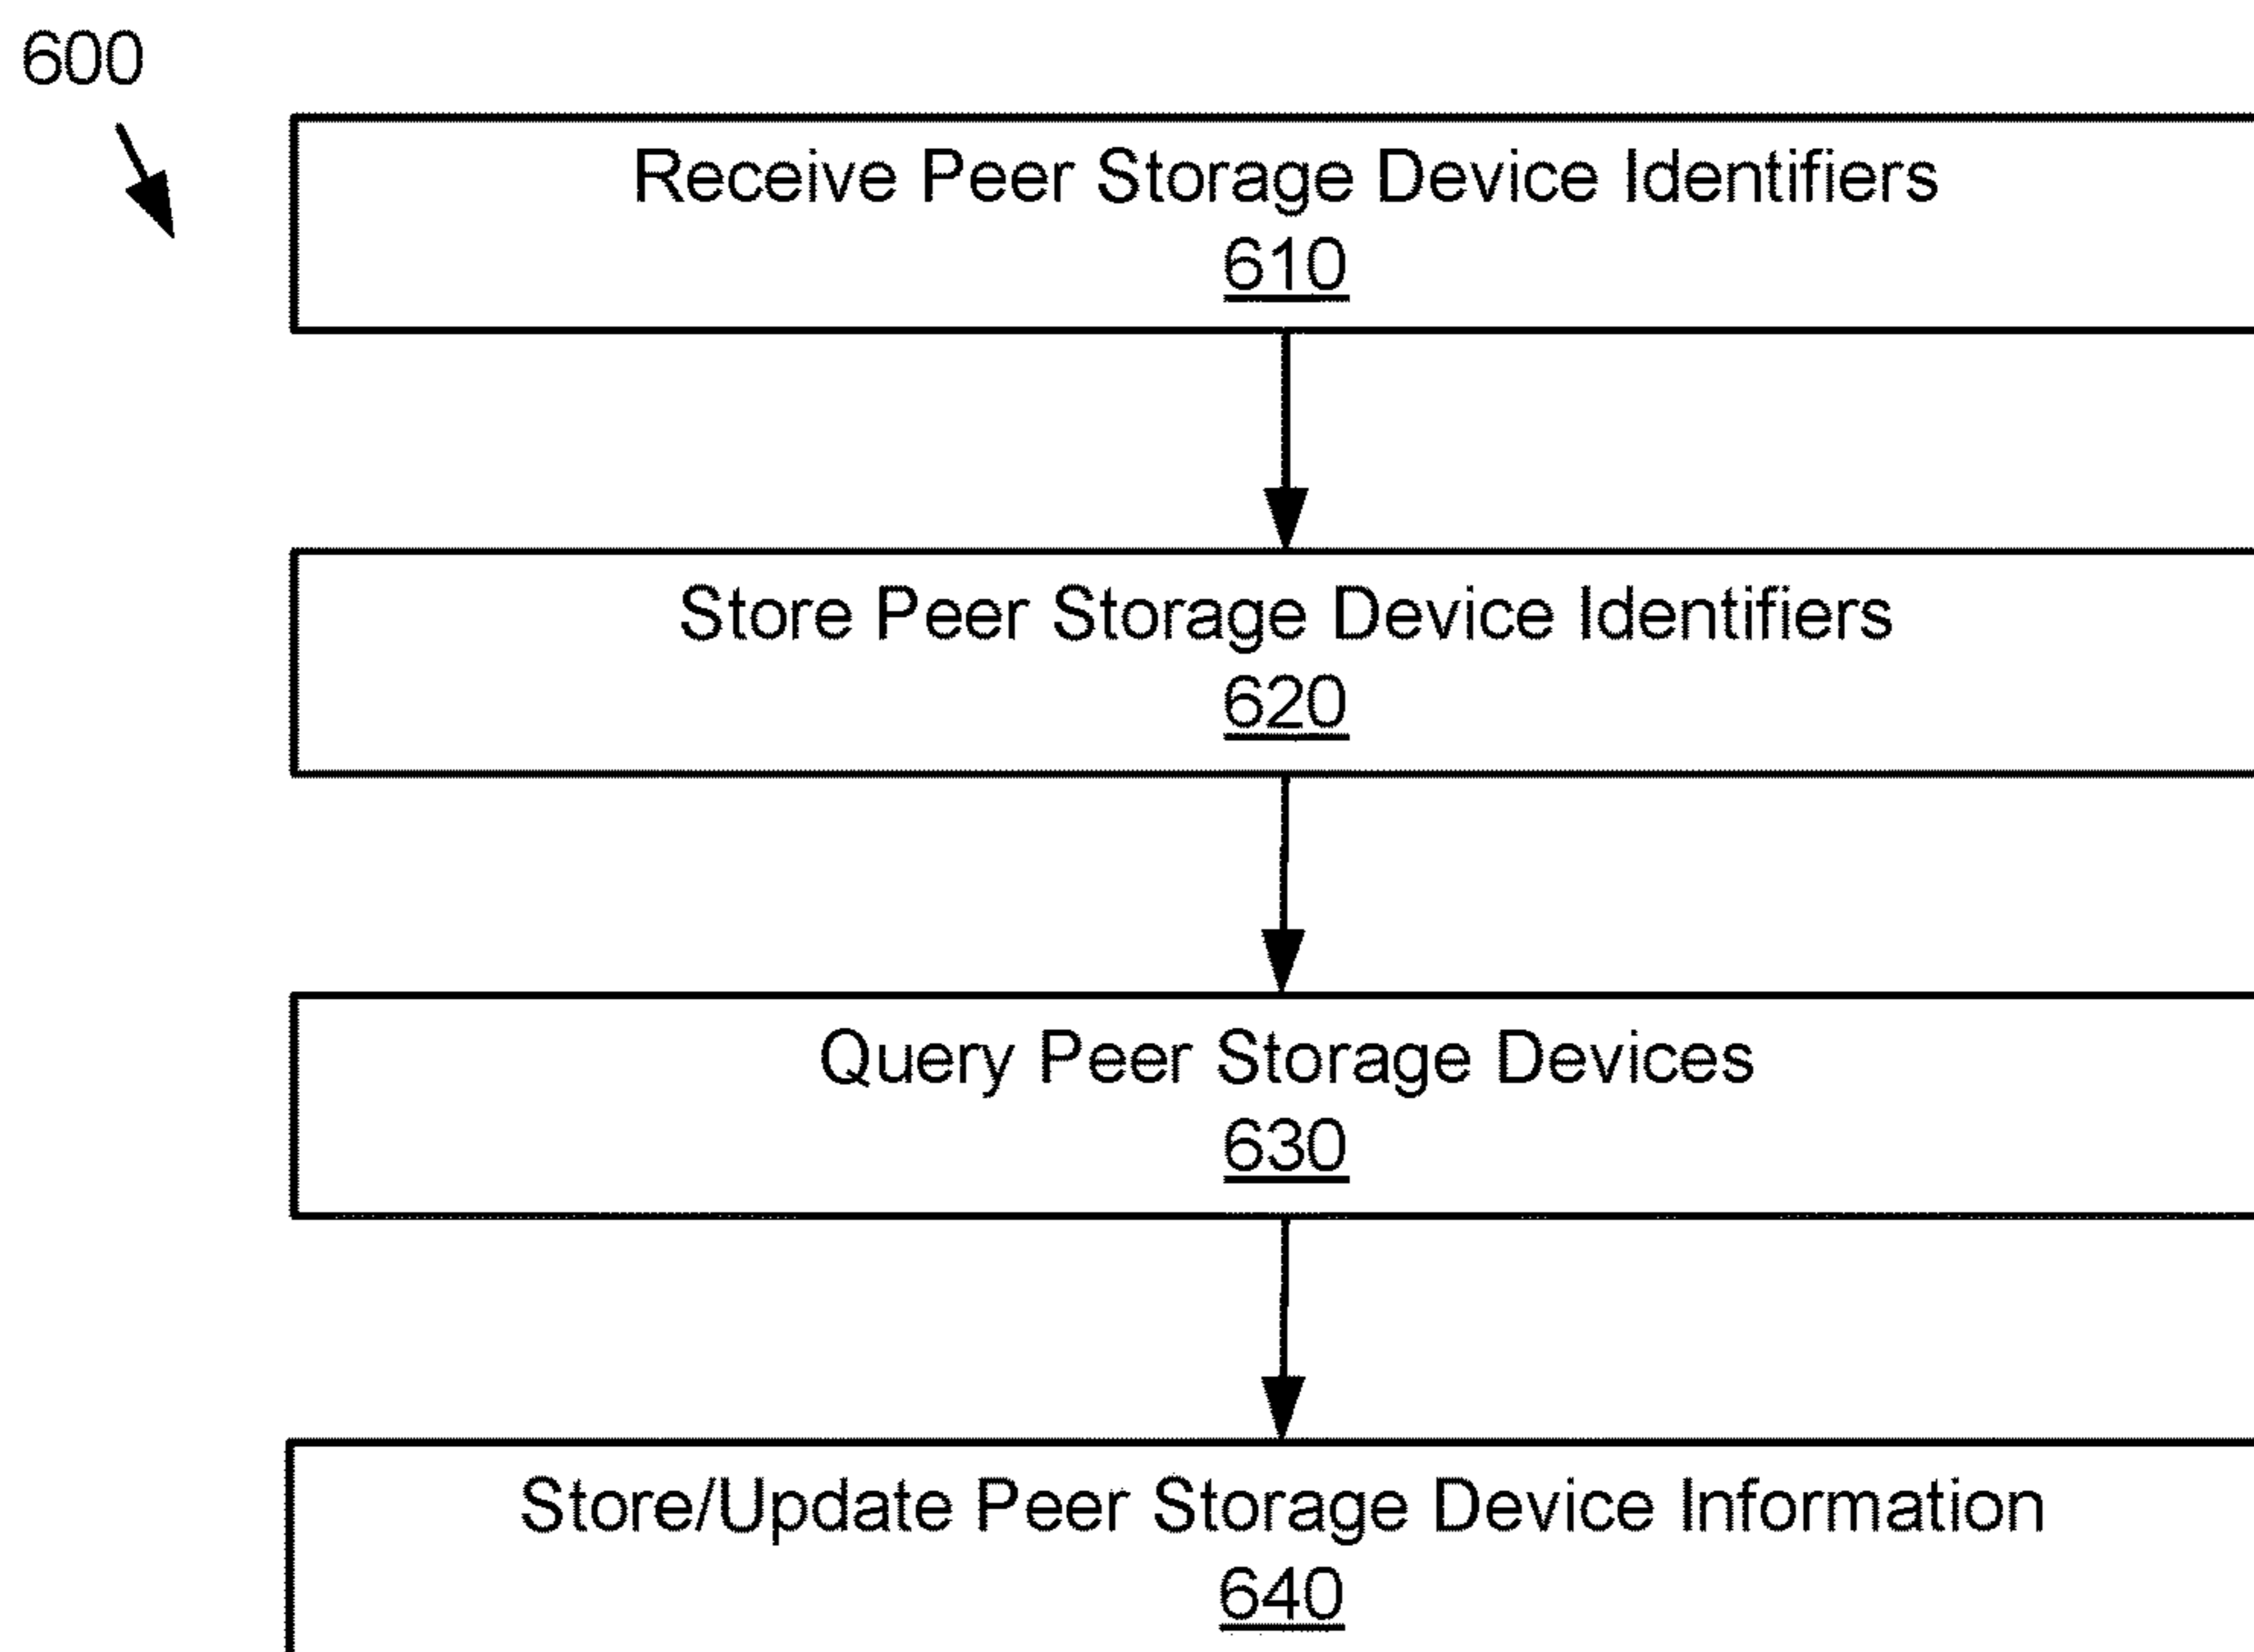 600
Receive Peer Storage Device Identifiers
610
Store Peer Storage Device Identifiers
620
Query Peer Storage Devices
630
Store/Update Peer Storage Device Information
640